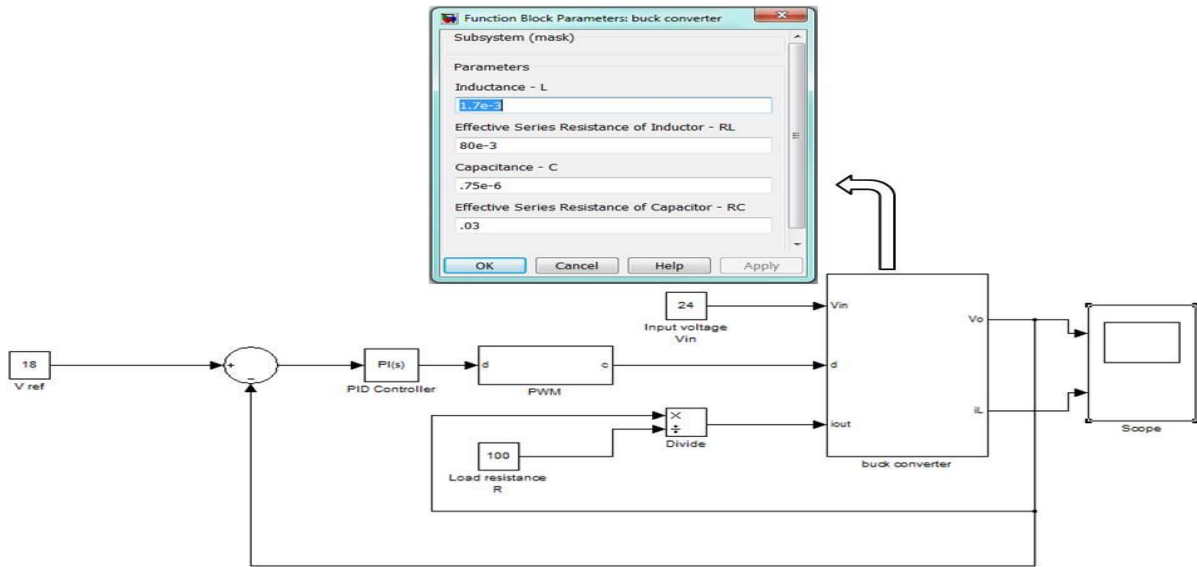 Function Block Parameters: buck converter
Subsystem (mask)
Parameters
Inductance - L
1.7e-3
Effective Series Resistance of Inductor - RL
80e-3
Capacitance - C
.75e-6
Effective Series Resistance of Capacitor - RC
.03
OK Cancel Help Apply
24
Input voltage
Vin
Vin
Vo
18
V ref
+
-
PI(s)
PID Controller
d c
PWM
d
iL
Scope
×
÷
Divide
iout
100
Load resistance
R
buck converter